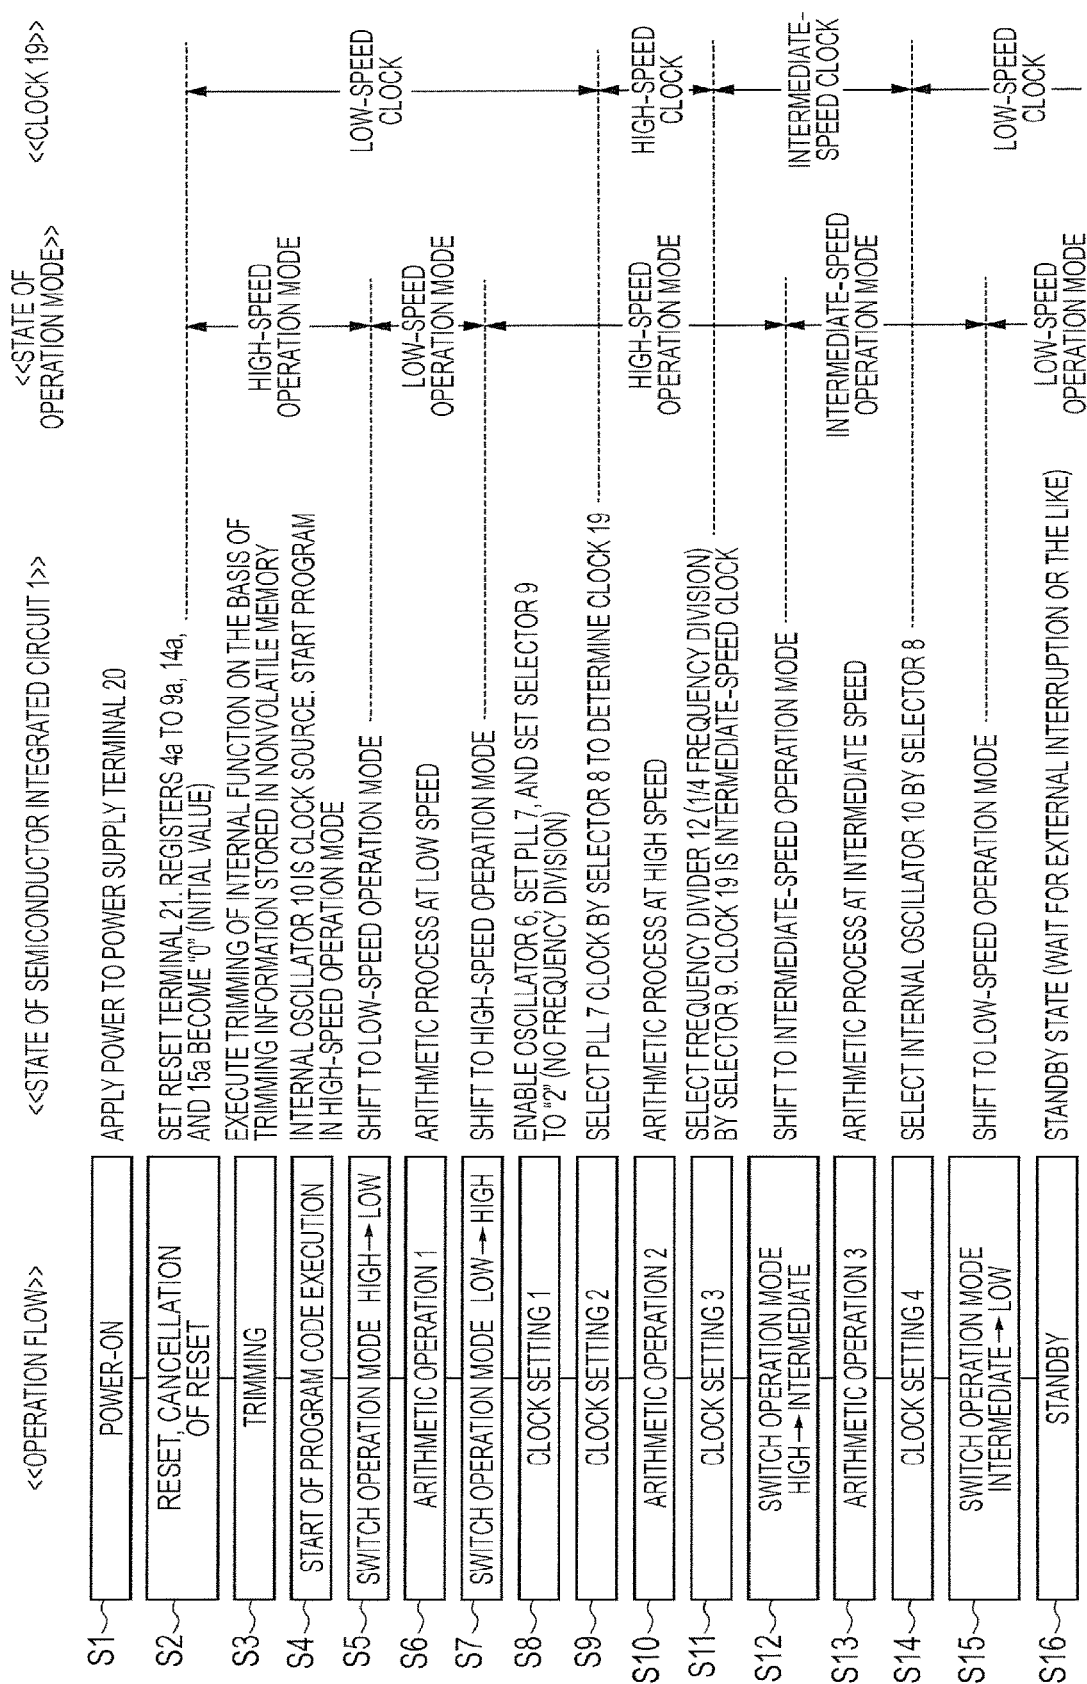 <<OPERATION FLOW>>
<<STATE OF SEMICONDUCTOR INTEGRATED CIRCUIT 1>>
<<STATE OF
OPERATION MODE>>
<<CLOCK 19>>
S1
POWER-ON
APPLY POWER TO POWER SUPPLY TERMINAL 20
S2
RESET, CANCELLATION
OF RESET
SET RESET TERMINAL 21. REGISTERS 4a TO 9a, 14a,
AND 15a BECOME "0" (INITIAL VALUE)
S3
TRIMMING
EXECUTE TRIMMING OF INTERNAL FUNCTION ON THE BASIS OF
TRIMMING INFORMATION STORED IN NONVOLATILE MEMORY
S4
START OF PROGRAM CODE EXECUTION
INTERNAL OSCILLATOR 10 IS CLOCK SOURCE. START PROGRAM
IN HIGH-SPEED OPERATION MODE
S5
SWITCH OPERATION MODE HIGH→LOW
SHIFT TO LOW-SPEED OPERATION MODE
S6
ARITHMETIC OPERATION 1
ARITHMETIC PROCESS AT LOW SPEED
S7
SWITCH OPERATION MODE LOW→HIGH
SHIFT TO HIGH-SPEED OPERATION MODE
S8
CLOCK SETTING 1
ENABLE OSCILLATOR 6, SET PLL 7, AND SET SELECTOR 9
TO "2" (NO FREQUENCY DIVISION)
S9
CLOCK SETTING 2
SELECT PLL 7 CLOCK BY SELECTOR 8 TO DETERMINE CLOCK 19
S10
ARITHMETIC OPERATION 2
ARITHMETIC PROCESS AT HIGH SPEED
S11
CLOCK SETTING 3
SELECT FREQUENCY DIVIDER 12 (1/4 FREQUENCY DIVISION)
BY SELECTOR 9. CLOCK 19 IS INTERMEDIATE-SPEED CLOCK
S12
SWITCH OPERATION MODE
HIGH→INTERMEDIATE
SHIFT TO INTERMEDIATE-SPEED OPERATION MODE
S13
ARITHMETIC OPERATION 3
ARITHMETIC PROCESS AT INTERMEDIATE SPEED
S14
CLOCK SETTING 4
SELECT INTERNAL OSCILLATOR 10 BY SELECTOR 8
S15
SWITCH OPERATION MODE
INTERMEDIATE→LOW
SHIFT TO LOW-SPEED OPERATION MODE
S16
STANDBY
STANDBY STATE (WAIT FOR EXTERNAL INTERRUPTION OR THE LIKE)
HIGH-SPEED
OPERATION MODE
LOW-SPEED
OPERATION MODE
HIGH-SPEED
OPERATION MODE
INTERMEDIATE-SPEED
OPERATION MODE
LOW-SPEED
OPERATION MODE
LOW-SPEED
CLOCK
HIGH-SPEED
CLOCK
INTERMEDIATE-
SPEED CLOCK
LOW-SPEED
CLOCK